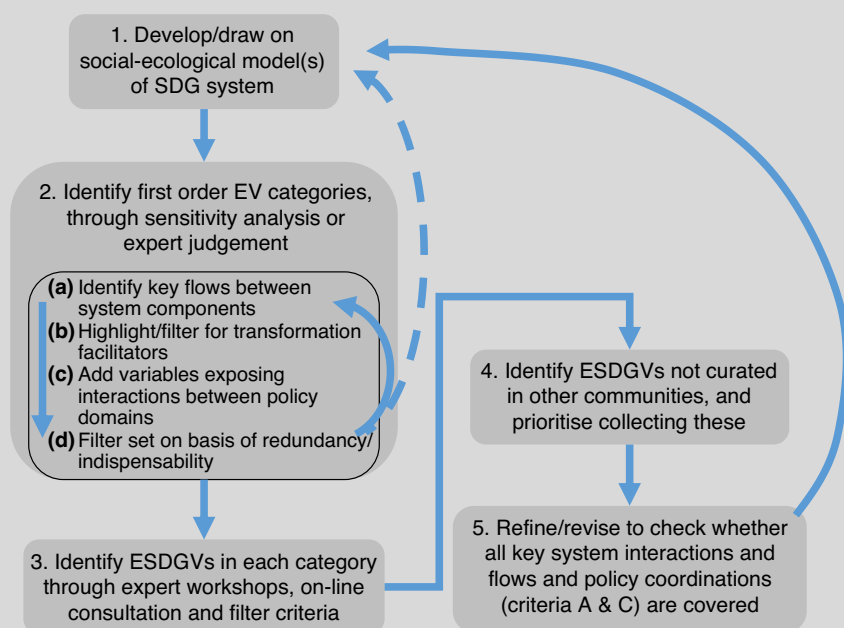 1. Develop/draw on
social-ecological model(s)
of SDG system
2. Identify first order EV categories,
through sensitivity analysis or
expert judgement
(a) Identify key flows between
system components
(b) Highlight/filter for transformation
facilitators
(c) Add variables exposing
interactions between policy
domains
(d) Filter set on basis of redundancy/
indispensability
3. Identify ESDGVs in each category
through expert workshops, on-line
consultation and filter criteria
4. Identify ESDGVs not curated
in other communities, and
prioritise collecting these
5. Refine/revise to check whether
all key system interactions and
flows and policy coordinations
(criteria A & C) are covered